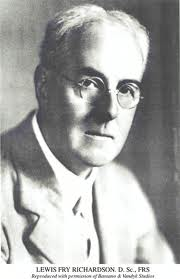 LEWIS FRY RICHARDSON. D. Sc., FRS
Reproduced with permission of Bassano & Vandyk Studios